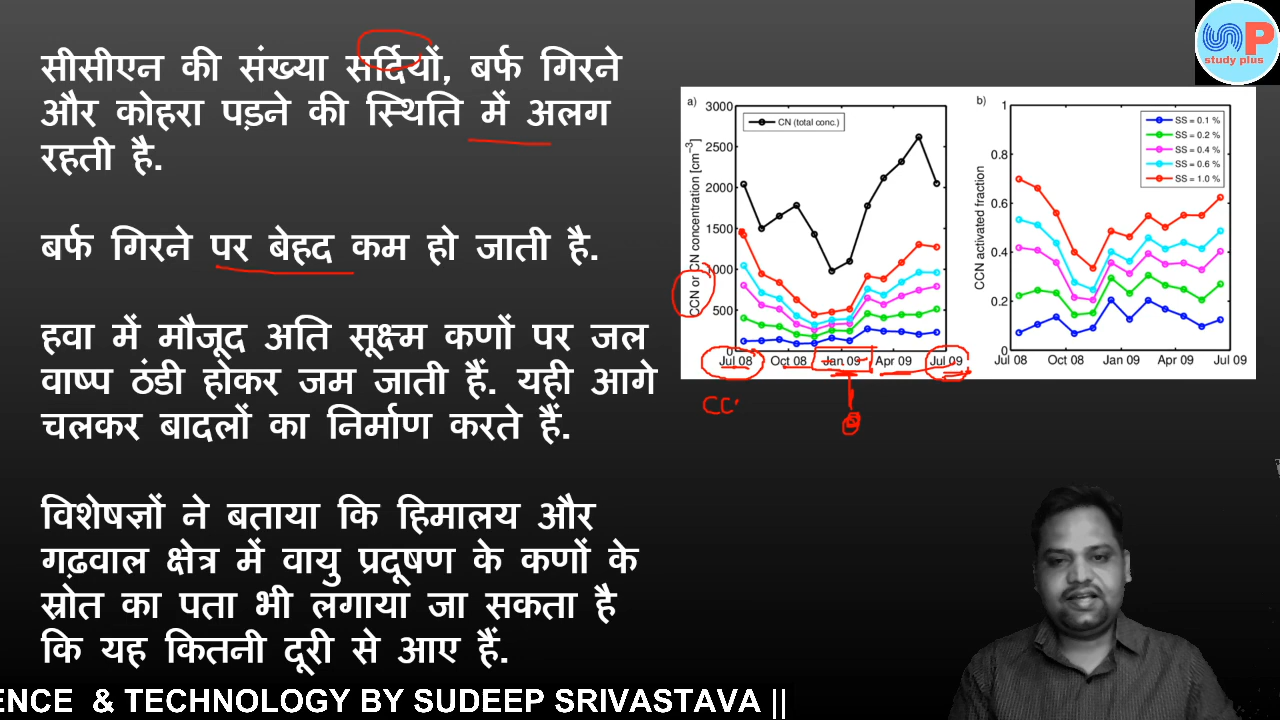 सीसीएन की संख्या सर्दियों, बर्फ गिरने
और कोहरा पड़ने की स्थिति में अलग
रहती है.
बर्फ गिरने पर बेहद कम हो जाती है.
हवा में मौजूद अति सूक्ष्म कणों पर जल
वाष्प ठंडी होकर जम जाती हैं. यही आगे
चलकर बादलों का निर्माण करते हैं.
विशेषज्ञों ने बताया कि हिमालय और
गढ़वाल क्षेत्र में वायु प्रदूषण के कणों के
स्रोत का पता भी लगाया जा सकता है
कि यह कितनी दूरी से आए हैं.
SP
study plus
a)
CCN or CN concentration [cm⁻³]
3000
2500
2000
1500
1000
500
0
CN (total conc.)
Jul 08 Oct 08 Jan 09 Apr 09 Jul 09
b)
CCN activated fraction
1
0.8
0.6
0.4
0.2
0
SS = 0.1 %
SS = 0.2 %
SS = 0.4 %
SS = 0.6 %
SS = 1.0 %
Jul 08 Oct 08 Jan 09 Apr 09 Jul 09
CC
ENCE & TECHNOLOGY BY SUDEEP SRIVASTAVA ||